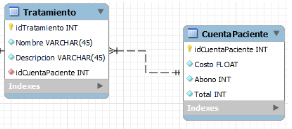 Tratamiento
idTratamiento INT
Nombre VARCHAR(45)
Descripcion VARCHAR(45)
idCuentaPaciente INT
Indexes
CuentaPaciente
idCuentaPaciente INT
Costo FLOAT
Abono INT
Total INT
Indexes